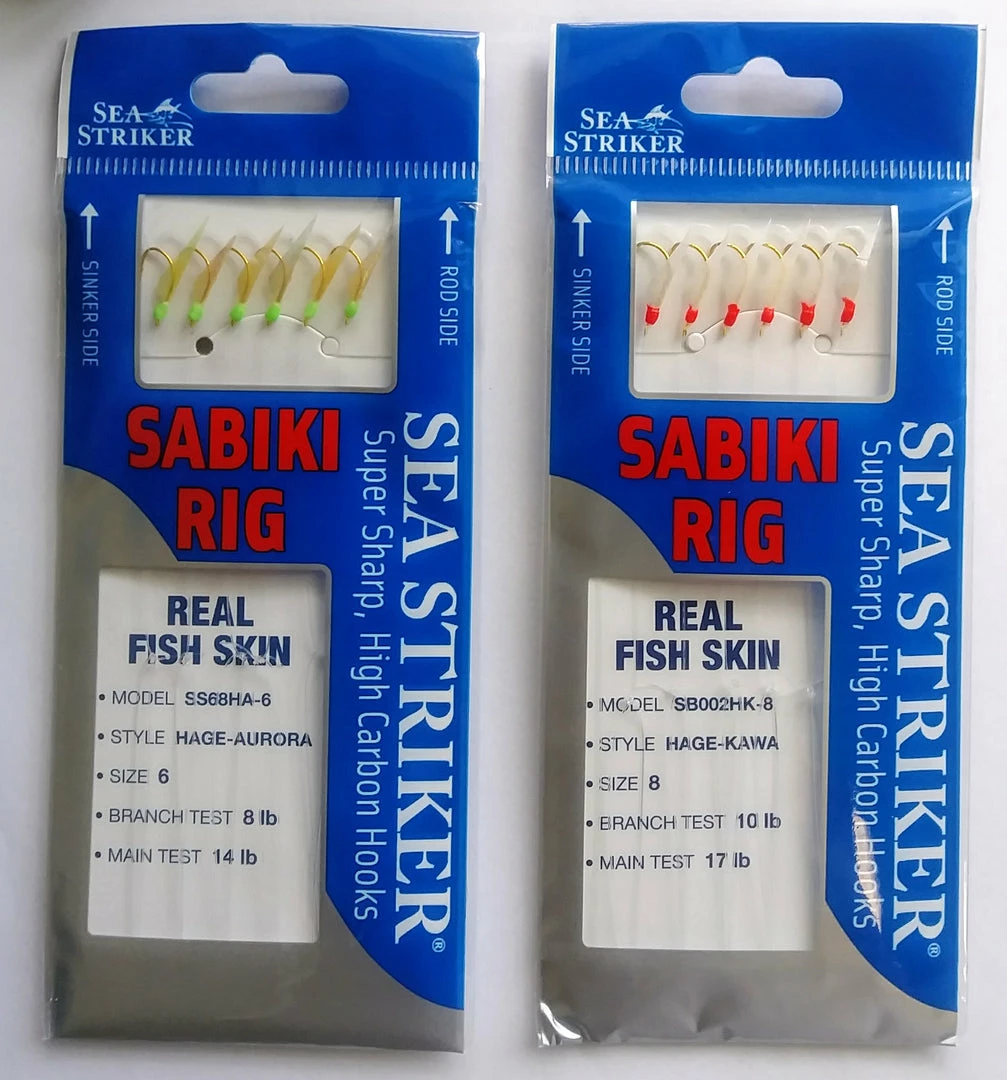 SEA
STRIKER
SINKER SIDE
ROD SIDE
SABIKI
RIG
SEA STRIKER®
Super Sharp, High Carbon Hooks
REAL
FISH SKIN
• MODEL SS68HA-6
• STYLE HAGE-AURORA
• SIZE 6
• BRANCH TEST 8 lb
• MAIN TEST 14 lb
SEA
STRIKER
SINKER SIDE
ROD SIDE
SABIKI
RIG
SEA STRIKER®
Super Sharp, High Carbon Hooks
REAL
FISH SKIN
• MODEL SB002HK-8
• STYLE HAGE-KAWA
• SIZE 8
• BRANCH TEST 10 lb
• MAIN TEST 17 lb